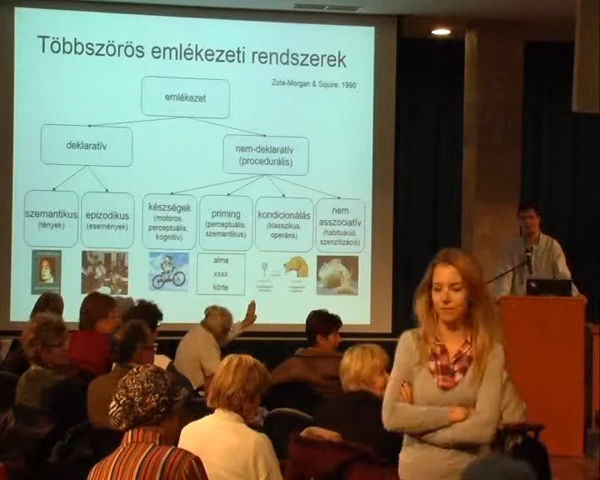 Többszörös emlékezeti rendszerek
Zola-Morgan & Squire, 1990
emlékezet
deklaratív
nem-deklaratív
(procedurális)
szemantikus
(tények)
epizodikus
(események)
készségek
(motoros,
perceptuális,
kognitív)
priming
(perceptuális,
szemantikus)
kondicionálás
(klasszikus,
operáns)
nem
asszociatív
(habituáció,
szenzitizáció)
alma
xxxx
körte